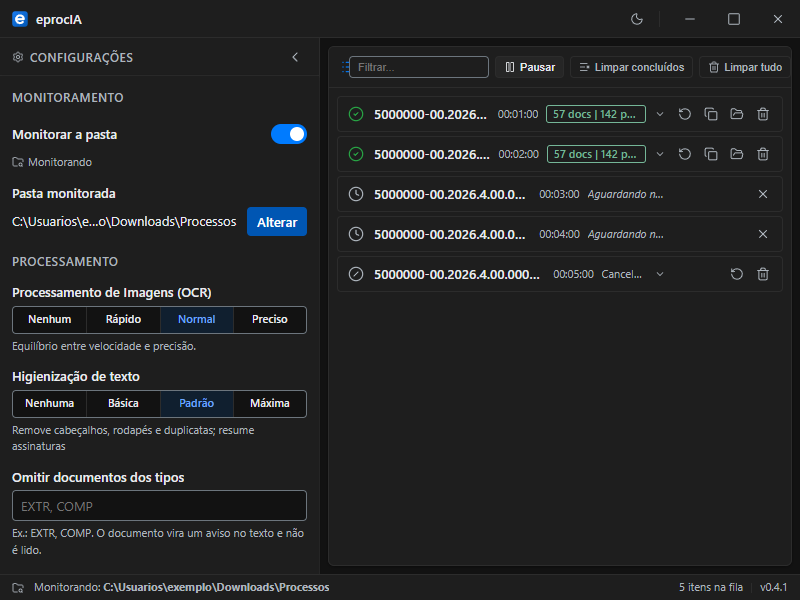 eprocIA
CONFIGURAÇÕES
MONITORAMENTO
Monitorar a pasta
Monitorando
Pasta monitorada
C:\Usuarios\e...o\Downloads\Processos
Alterar
PROCESSAMENTO
Processamento de Imagens (OCR)
Nenhum Rápido Normal Preciso
Equilíbrio entre velocidade e precisão.
Higienização de texto
Nenhuma Básica Padrão Máxima
Remove cabeçalhos, rodapés e duplicatas; resume
assinaturas
Omitir documentos dos tipos
EXTR, COMP
Ex.: EXTR, COMP. O documento vira um aviso no texto e não
é lido.
Filtrar... Pausar Limpar concluídos Limpar tudo
5000000-00.2026... 00:01:00 57 docs | 142 p...
5000000-00.2026.... 00:02:00 57 docs | 142 p...
5000000-00.2026.4.00.0... 00:03:00 Aguardando n...
5000000-00.2026.4.00.0... 00:04:00 Aguardando n...
5000000-00.2026.4.00.000... 00:05:00 Cancel...
Monitorando: C:\Usuarios\exemplo\Downloads\Processos
5 itens na fila v0.4.1